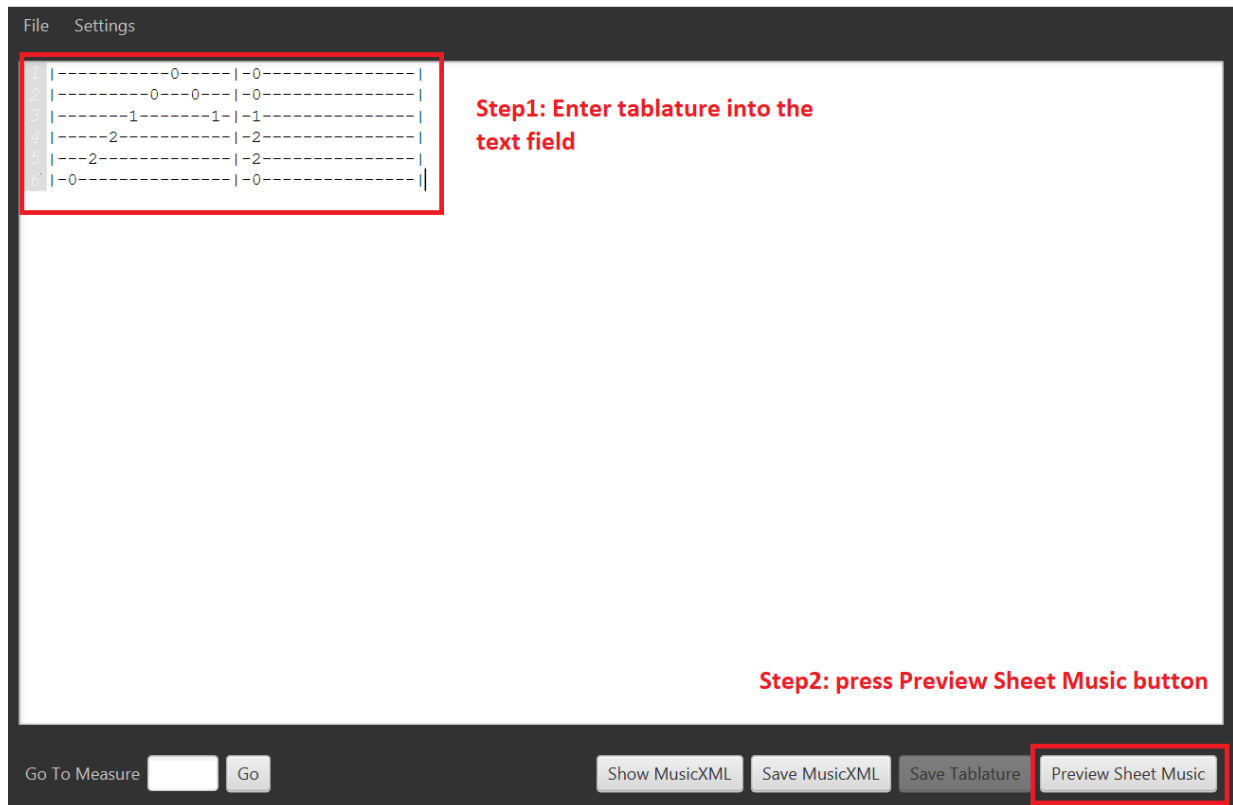 File Settings
1 |-----------0-----|-0---------------|
2 |---------0---0---|-0---------------|
3 |-------1-------1-|-1---------------|
4 |-----2-----------|-2---------------|
5 |---2-------------|-2---------------|
6 |-0---------------|-0---------------|
Step1: Enter tablature into the
text field
Step2: press Preview Sheet Music button
Go To Measure Go Show MusicXML Save MusicXML Save Tablature Preview Sheet Music